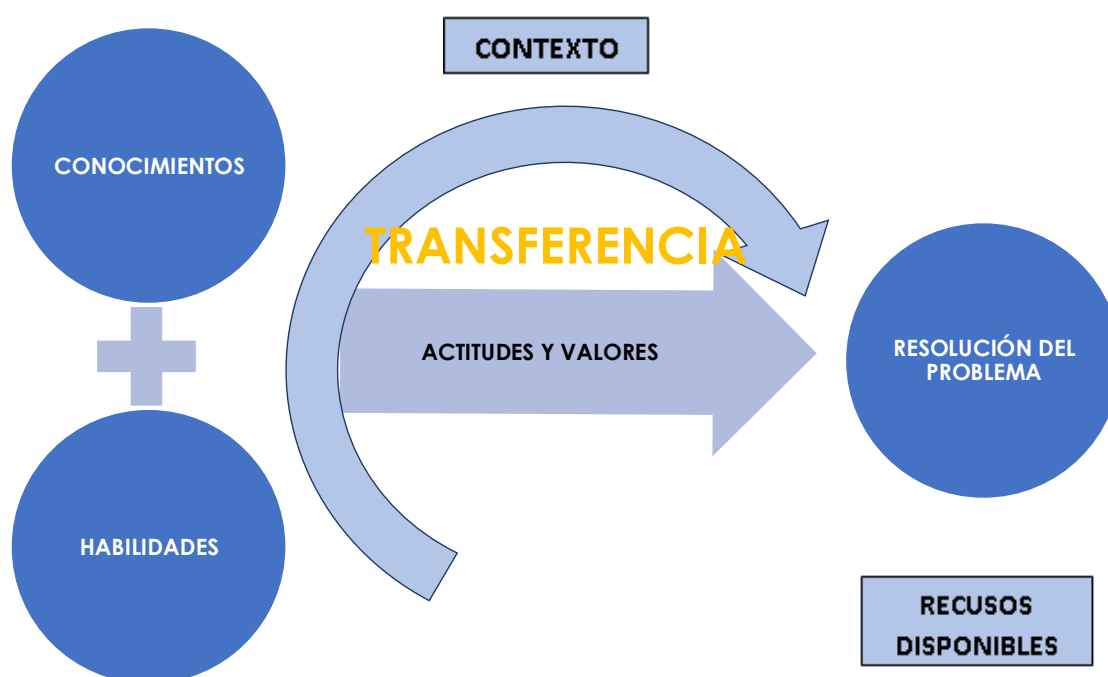 CONTEXTO
CONOCIMIENTOS
TRANSFERENCIA
ACTITUDES Y VALORES
RESOLUCIÓN DEL
PROBLEMA
HABILIDADES
RECUSOS
DISPONIBLES